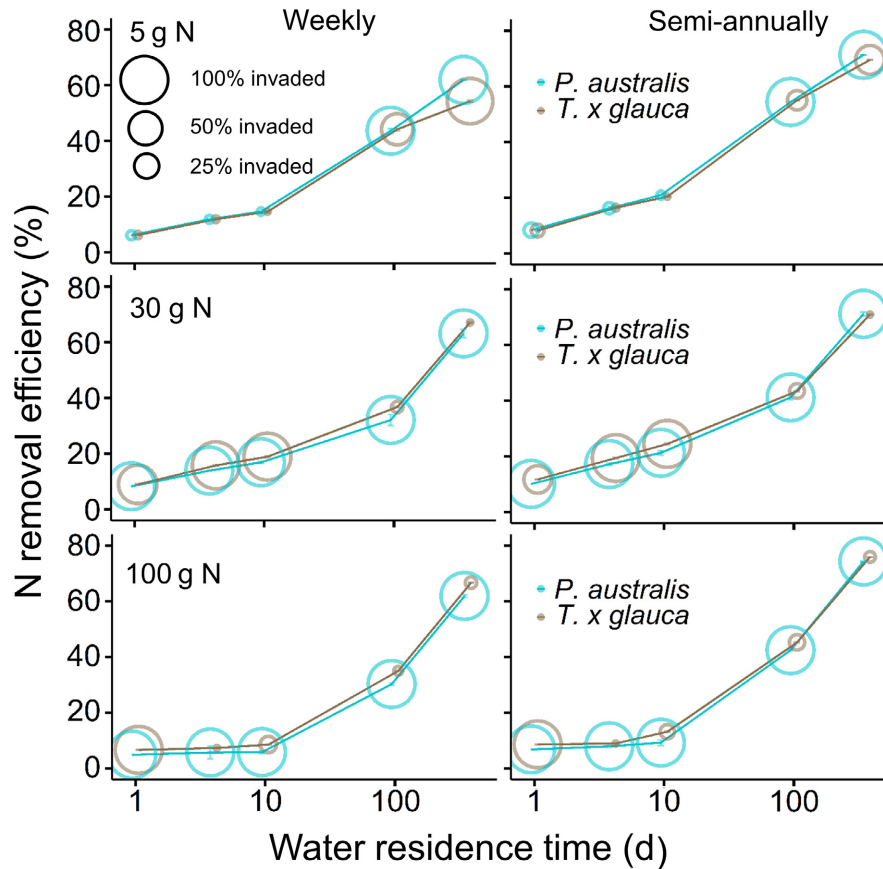 Weekly
Semi-annually
5 g N
100% invaded
50% invaded
25% invaded
P. australis
T. x glauca
80
60
40
20
0
30 g N
P. australis
T. x glauca
80
60
40
20
0
100 g N
P. australis
T. x glauca
80
60
40
20
0
N removal efficiency (%)
1 10 100
1 10 100
Water residence time (d)